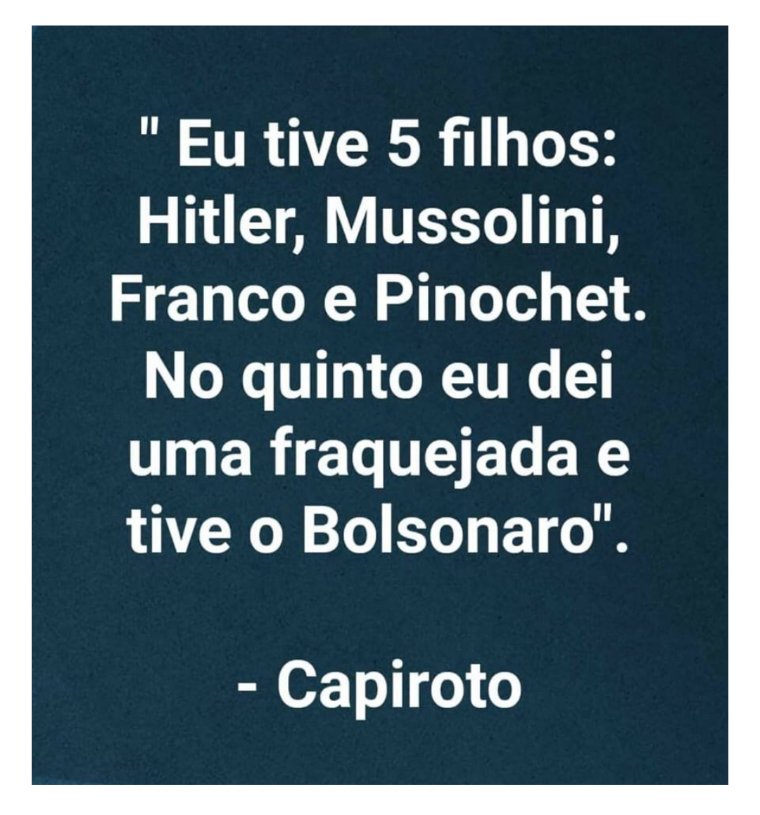 " Eu tive 5 filhos:
Hitler, Mussolini,
Franco e Pinochet.
No quinto eu dei
uma fraquejada e
tive o Bolsonaro".
- Capiroto